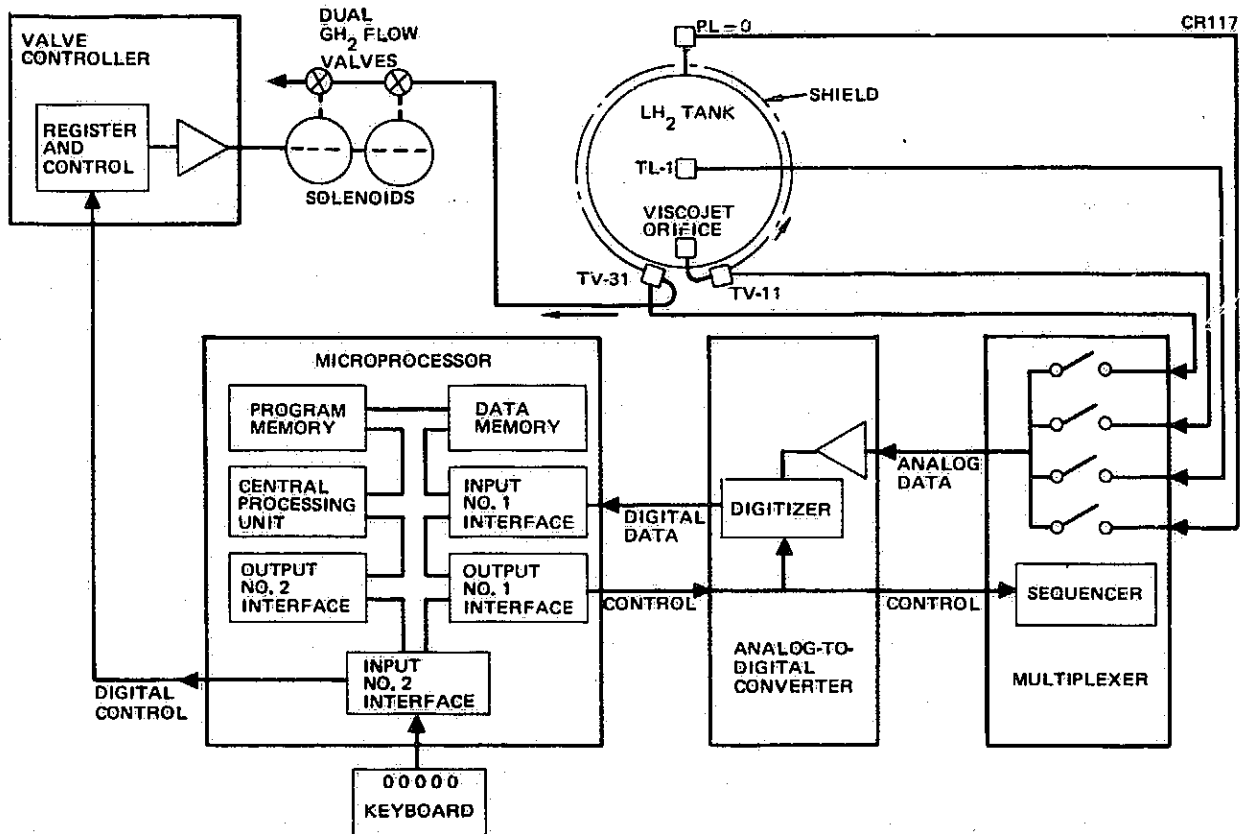 DUAL
GH2 FLOW
VALVES
PL-0
CR117
VALVE
CONTROLLER
SHIELD
LH2 TANK
REGISTER
AND
CONTROL
TL-1
SOLENOIDS
VISCOJET
ORIFICE
TV-31
TV-11
MICROPROCESSOR
PROGRAM
MEMORY
DATA
MEMORY
CENTRAL
PROCESSING
UNIT
INPUT
NO. 1
INTERFACE
DIGITAL
DATA
DIGITIZER
ANALOG
DATA
OUTPUT
NO. 2
INTERFACE
OUTPUT
NO. 1
INTERFACE
CONTROL
CONTROL
SEQUENCER
INPUT
NO. 2
INTERFACE
DIGITAL
CONTROL
ANALOG-TO-
DIGITAL
CONVERTER
MULTIPLEXER
00000
KEYBOARD